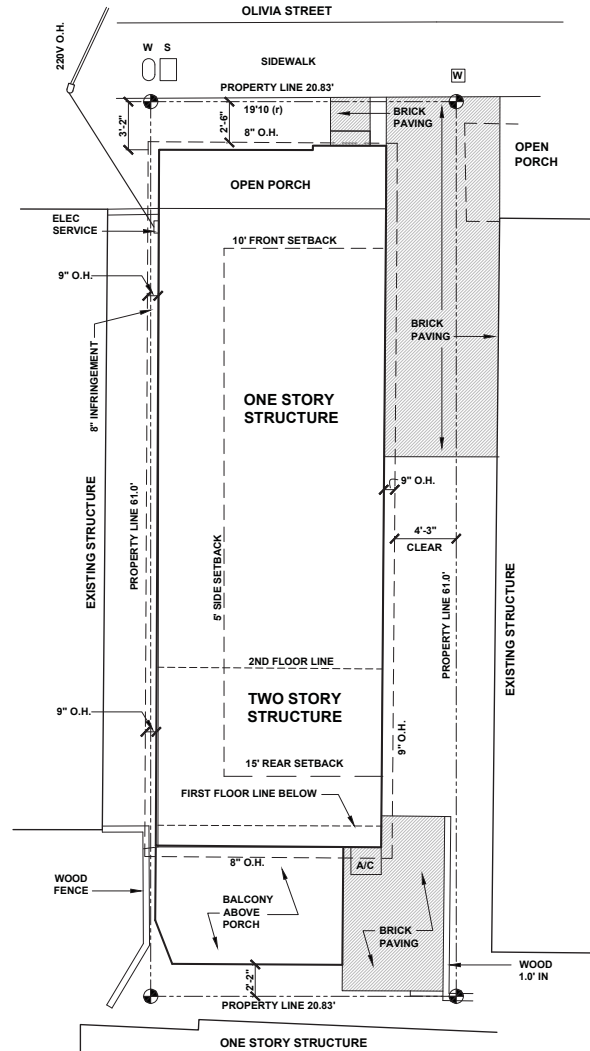 OLIVIA STREET
220V O.H.
W S
SIDEWALK
W
PROPERTY LINE 20.83'
3'-2"
2'-6"
19'10 (r)
8" O.H.
BRICK
PAVING
OPEN
PORCH
OPEN PORCH
ELEC
SERVICE
10' FRONT SETBACK
9" O.H.
8" INFRINGEMENT
BRICK
PAVING
ONE STORY
STRUCTURE
9" O.H.
4'-3"
CLEAR
EXISTING STRUCTURE
PROPERTY LINE 61.0'
5' SIDE SETBACK
PROPERTY LINE 61.0'
EXISTING STRUCTURE
2ND FLOOR LINE
TWO STORY
STRUCTURE
9" O.H.
9" O.H.
15' REAR SETBACK
FIRST FLOOR LINE BELOW
8" O.H.
A/C
WOOD
FENCE
BALCONY
ABOVE
PORCH
BRICK
PAVING
WOOD
1.0' IN
2'-2"
PROPERTY LINE 20.83'
ONE STORY STRUCTURE